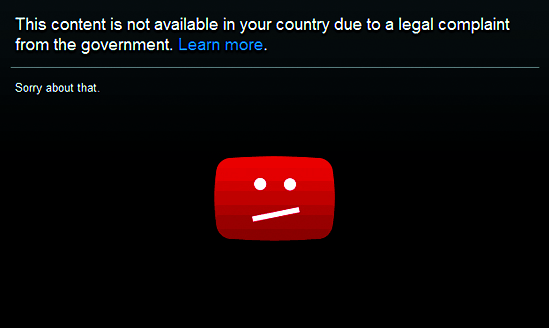 This content is not available in your country due to a legal complaint
from the government. Learn more.
Sorry about that.